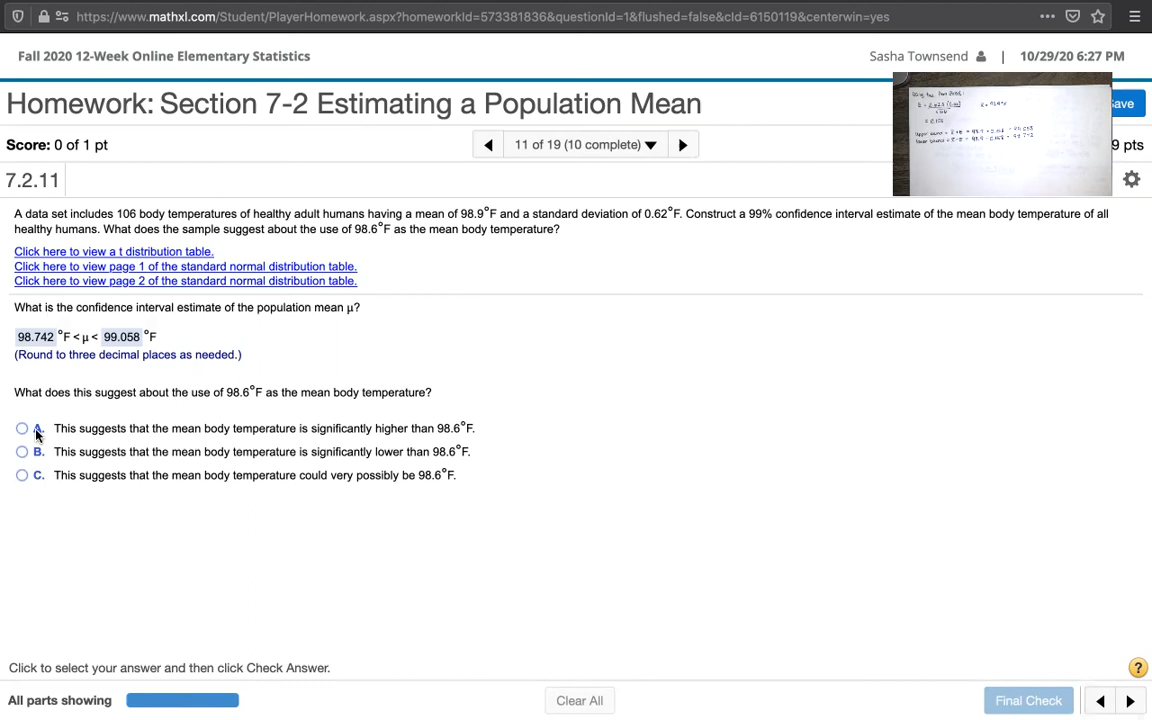 https://www.mathxl.com/Student/PlayerHomework.aspx?homeworkId=573381836&questionId=1&flushed=false&cId=6150119&centerwin=yes
Fall 2020 12-Week Online Elementary Statistics
Sasha Townsend | 10/29/20 6:27 PM
Homework: Section 7-2 Estimating a Population Mean
ave
Score: 0 of 1 pt
11 of 19 (10 complete)
9 pts
7.2.11
A data set includes 106 body temperatures of healthy adult humans having a mean of 98.9°F and a standard deviation of 0.62°F. Construct a 99% confidence interval estimate of the mean body temperature of all
healthy humans. What does the sample suggest about the use of 98.6°F as the mean body temperature?
Click here to view a t distribution table.
Click here to view page 1 of the standard normal distribution table.
Click here to view page 2 of the standard normal distribution table.
What is the confidence interval estimate of the population mean μ?
98.742 °F < μ < 99.058 °F
(Round to three decimal places as needed.)
What does this suggest about the use of 98.6°F as the mean body temperature?
A. This suggests that the mean body temperature is significantly higher than 98.6°F.
B. This suggests that the mean body temperature is significantly lower than 98.6°F.
C. This suggests that the mean body temperature could very possibly be 98.6°F.
Click to select your answer and then click Check Answer.
?
All parts showing
Clear All
Final Check